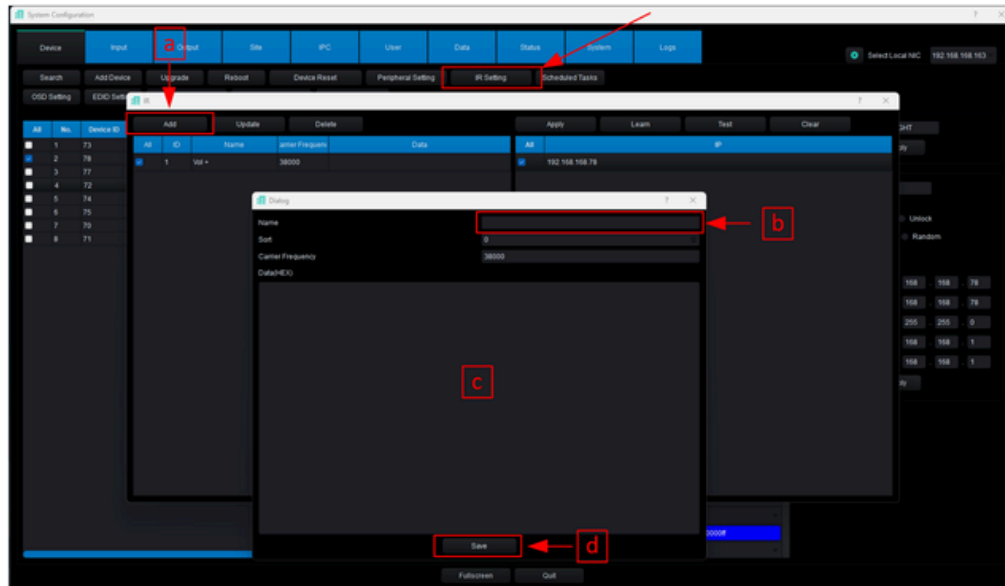 System Configuration
Device Input Output Site IPC User Data Status System Logs
Select Local NIC 192.168.168.163
Search Add Device Upgrade Reboot Device Reset Peripheral Setting IR Setting Scheduled Tasks
OSD Setting EDID
a
IR
Add Update Delete Apply Learn Test Clear
All No. Device ID
All ID Name arrier Frequen Data All IP
1 73
2 78
3 77
4 72
5 74
6 75
7 70
8 71
1 Vol + 38000 192.168.168.78
Dialog
Name
b
Sort 0
Carrier Frequency 38000
Data(HEX)
c
Unlock
Random
168 . 168 . 78
168 . 168 . 78
255 . 255 . 0
168 . 168 . 1
168 . 168 . 1
Save
d
0000ff
Fullscreen Quit